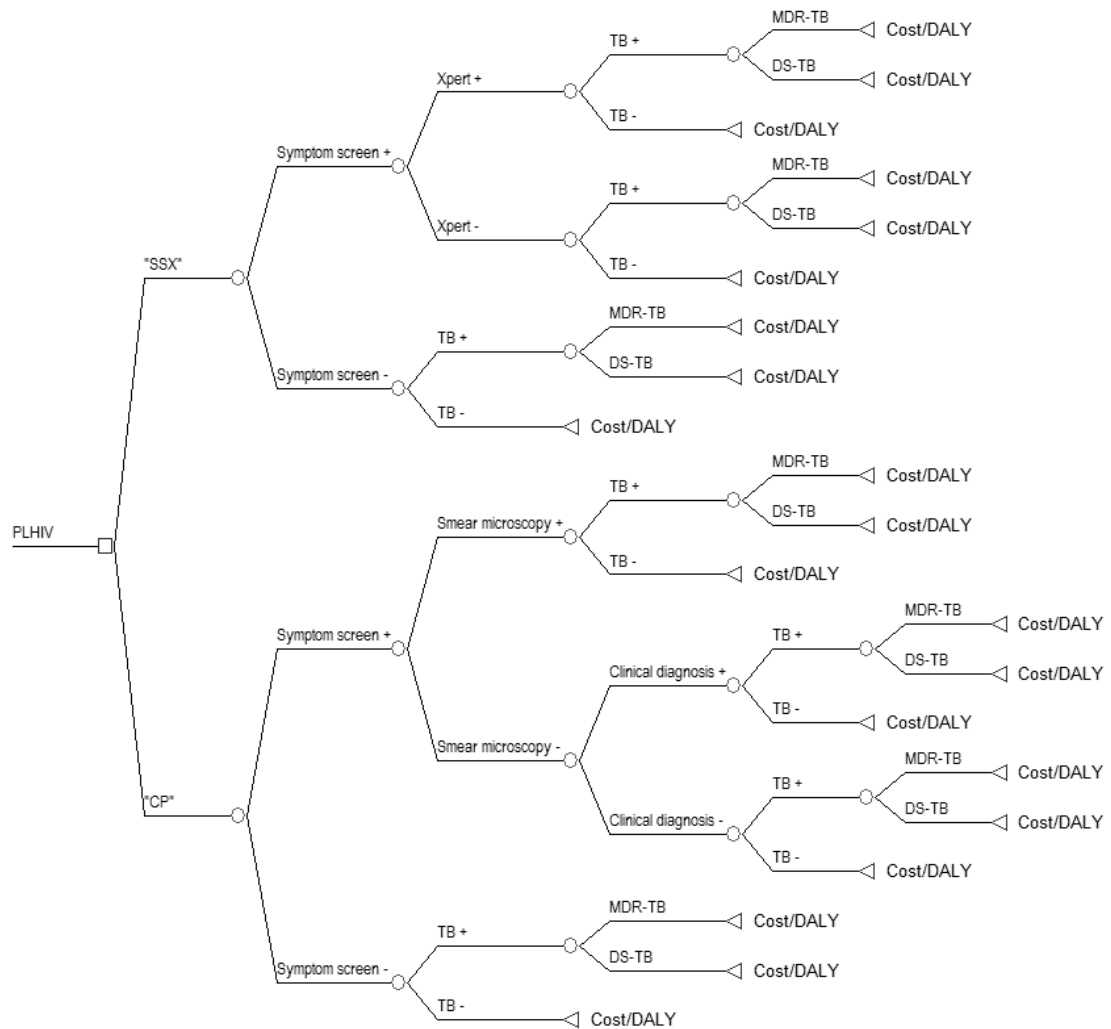 MDR-TB
Cost/DALY
TB +
DS-TB
Cost/DALY
Xpert +
TB -
Cost/DALY
Symptom screen +
MDR-TB
Cost/DALY
TB +
DS-TB
Cost/DALY
Xpert -
TB -
Cost/DALY
"SSX"
MDR-TB
Cost/DALY
TB +
DS-TB
Cost/DALY
Symptom screen -
TB -
Cost/DALY
PLHIV
MDR-TB
Cost/DALY
TB +
DS-TB
Cost/DALY
Smear microscopy +
TB -
Cost/DALY
Symptom screen +
MDR-TB
Cost/DALY
TB +
DS-TB
Cost/DALY
Clinical diagnosis +
TB -
Cost/DALY
Smear microscopy -
MDR-TB
Cost/DALY
TB +
DS-TB
Cost/DALY
Clinical diagnosis -
TB -
Cost/DALY
"CP"
MDR-TB
Cost/DALY
TB +
DS-TB
Cost/DALY
Symptom screen -
TB -
Cost/DALY